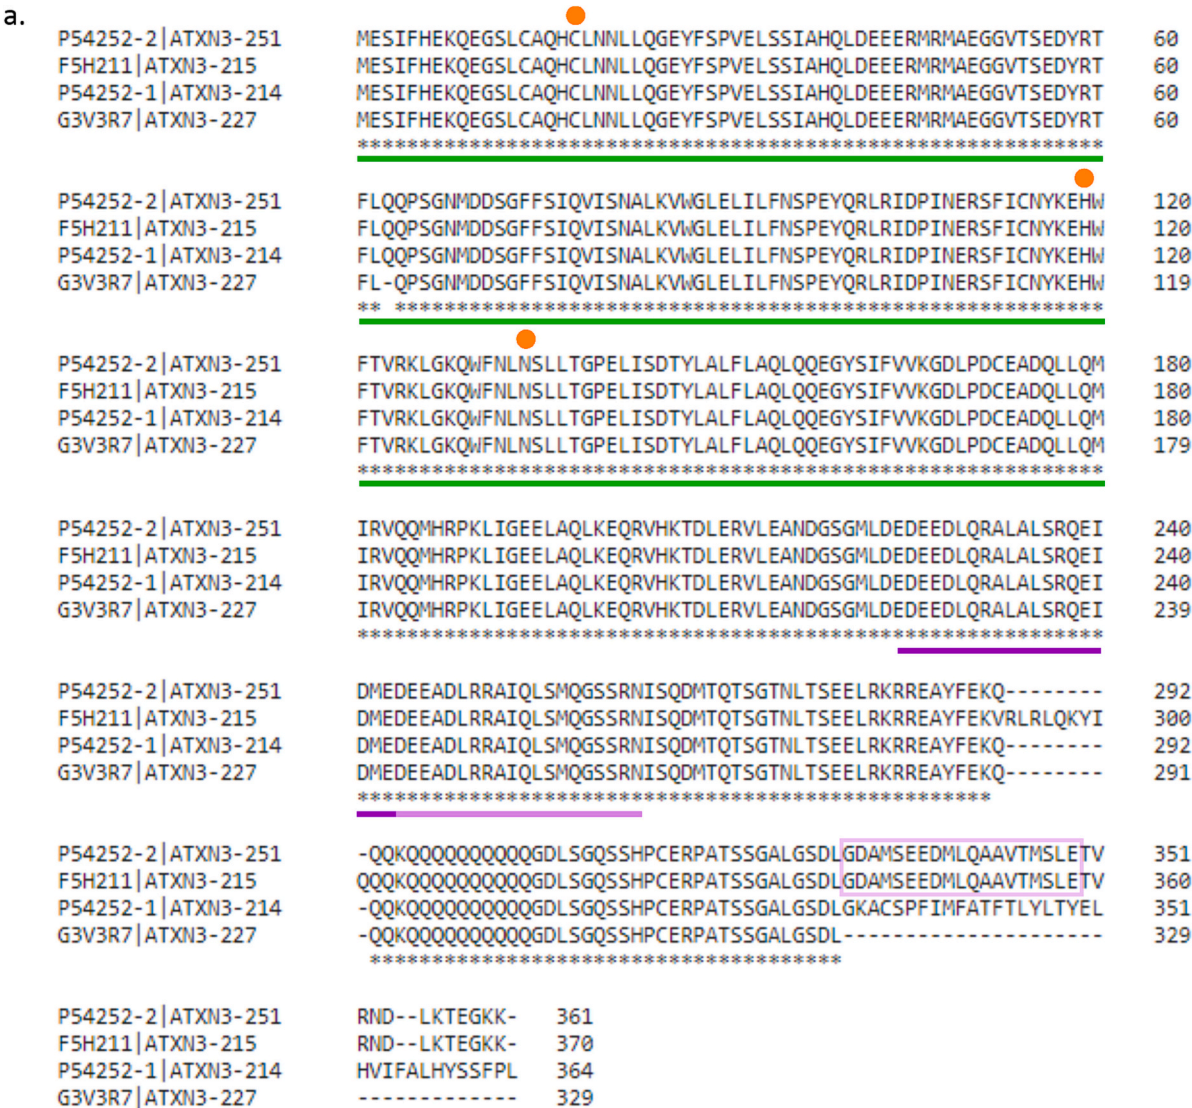 a.
P54252-2|ATXN3-251 MESIFHEKQEGSLCAQHCLNNLLQGEYFSPVELSSIAHQLDEEERMRMAEGGVTSEDYRT 60
F5H211|ATXN3-215 MESIFHEKQEGSLCAQHCLNNLLQGEYFSPVELSSIAHQLDEEERMRMAEGGVTSEDYRT 60
P54252-1|ATXN3-214 MESIFHEKQEGSLCAQHCLNNLLQGEYFSPVELSSIAHQLDEEERMRMAEGGVTSEDYRT 60
G3V3R7|ATXN3-227 MESIFHEKQEGSLCAQHCLNNLLQGEYFSPVELSSIAHQLDEEERMRMAEGGVTSEDYRT 60
************************************************************
P54252-2|ATXN3-251 FLQQPSGNMDDSGFFSIQVISNALKVWGLELILFNSPEYQRLRIDPINERSFICNYKEHW 120
F5H211|ATXN3-215 FLQQPSGNMDDSGFFSIQVISNALKVWGLELILFNSPEYQRLRIDPINERSFICNYKEHW 120
P54252-1|ATXN3-214 FLQQPSGNMDDSGFFSIQVISNALKVWGLELILFNSPEYQRLRIDPINERSFICNYKEHW 120
G3V3R7|ATXN3-227 FL-QPSGNMDDSGFFSIQVISNALKVWGLELILFNSPEYQRLRIDPINERSFICNYKEHW 119
** *********************************************************
P54252-2|ATXN3-251 FTVRKLGKQWFNLNSLLTGPELISDTYLALFLAQLQQEGYSIFVVKGDLPDCEADQLLQM 180
F5H211|ATXN3-215 FTVRKLGKQWFNLNSLLTGPELISDTYLALFLAQLQQEGYSIFVVKGDLPDCEADQLLQM 180
P54252-1|ATXN3-214 FTVRKLGKQWFNLNSLLTGPELISDTYLALFLAQLQQEGYSIFVVKGDLPDCEADQLLQM 180
G3V3R7|ATXN3-227 FTVRKLGKQWFNLNSLLTGPELISDTYLALFLAQLQQEGYSIFVVKGDLPDCEADQLLQM 179
************************************************************
P54252-2|ATXN3-251 IRVQQMHRPKLIGEELAQLKEQRVHKTDLERVLEANDGSGMLDEDEEDLQRALALSRQEI 240
F5H211|ATXN3-215 IRVQQMHRPKLIGEELAQLKEQRVHKTDLERVLEANDGSGMLDEDEEDLQRALALSRQEI 240
P54252-1|ATXN3-214 IRVQQMHRPKLIGEELAQLKEQRVHKTDLERVLEANDGSGMLDEDEEDLQRALALSRQEI 240
G3V3R7|ATXN3-227 IRVQQMHRPKLIGEELAQLKEQRVHKTDLERVLEANDGSGMLDEDEEDLQRALALSRQEI 239
************************************************************
P54252-2|ATXN3-251 DMEDEEADLRRAIQLSMQGSSRNISQDMTQTSGTNLTSEELRKRREAYFEKQ-------- 292
F5H211|ATXN3-215 DMEDEEADLRRAIQLSMQGSSRNISQDMTQTSGTNLTSEELRKRREAYFEKVRLRLQKYI 300
P54252-1|ATXN3-214 DMEDEEADLRRAIQLSMQGSSRNISQDMTQTSGTNLTSEELRKRREAYFEKQ-------- 292
G3V3R7|ATXN3-227 DMEDEEADLRRAIQLSMQGSSRNISQDMTQTSGTNLTSEELRKRREAYFEKQ-------- 291
***************************************************
P54252-2|ATXN3-251 -QQKQQQQQQQQQQGDLSGQSSHPCERPATSSGALGSDLGDAMSEEDMLQAAVTMSLETV 351
F5H211|ATXN3-215 QQQKQQQQQQQQQQGDLSGQSSHPCERPATSSGALGSDLGDAMSEEDMLQAAVTMSLETV 360
P54252-1|ATXN3-214 -QQKQQQQQQQQQQGDLSGQSSHPCERPATSSGALGSDLGKACSPFIMFATFTLYLTYEL 351
G3V3R7|ATXN3-227 -QQKQQQQQQQQQQGDLSGQSSHPCERPATSSGALGSDL--------------------- 329
**************************************
P54252-2|ATXN3-251 RND--LKTEGKK- 361
F5H211|ATXN3-215 RND--LKTEGKK- 370
P54252-1|ATXN3-214 HVIFALHYSSFPL 364
G3V3R7|ATXN3-227 ------------- 329